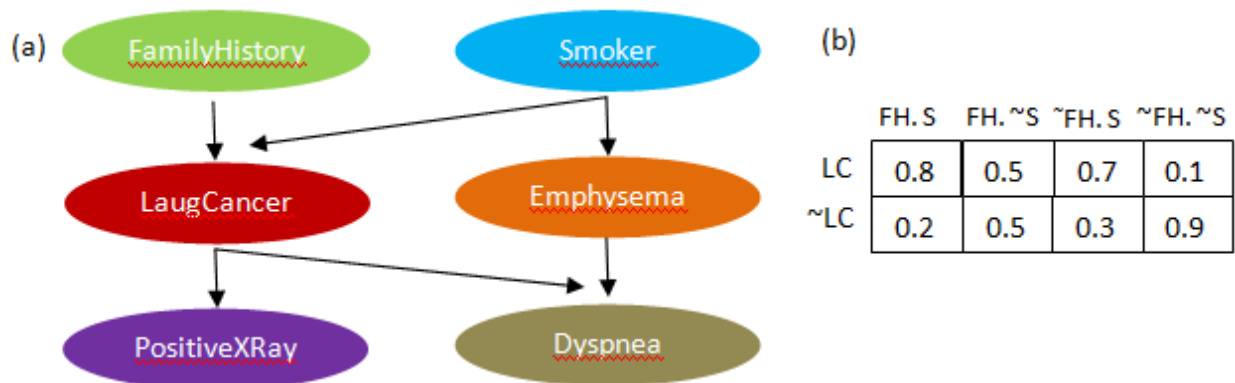 (a)
FamilyHistory
Smoker
LaugCancer
Emphysema
PositiveXRay
Dyspnea
(b)
FH. S FH. ~S ~FH. S ~FH. ~S
LC 0.8 0.5 0.7 0.1
~LC 0.2 0.5 0.3 0.9